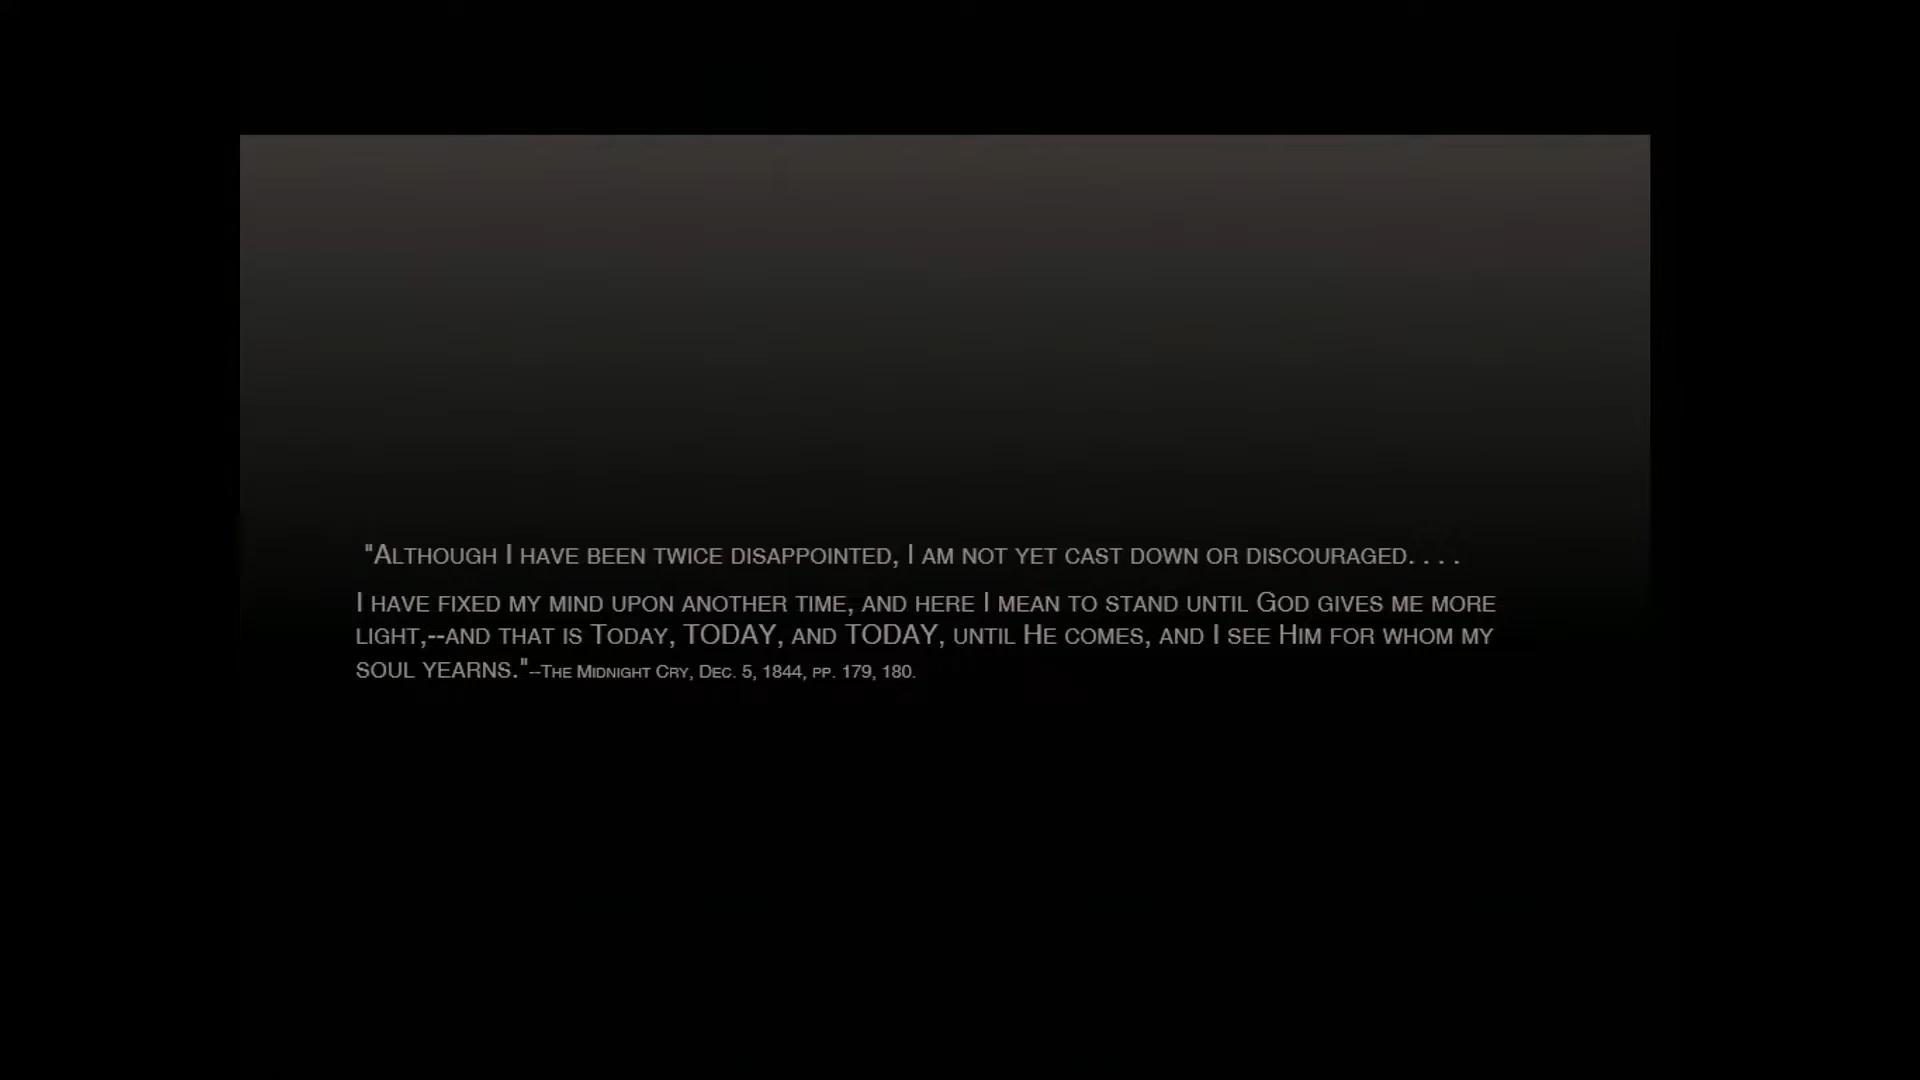 "Although I have been twice disappointed, I am not yet cast down or discouraged. . . .
I have fixed my mind upon another time, and here I mean to stand until God gives me more
light,--and that is Today, TODAY, and TODAY, until He comes, and I see Him for whom my
soul yearns."--The Midnight Cry, Dec. 5, 1844, pp. 179, 180.